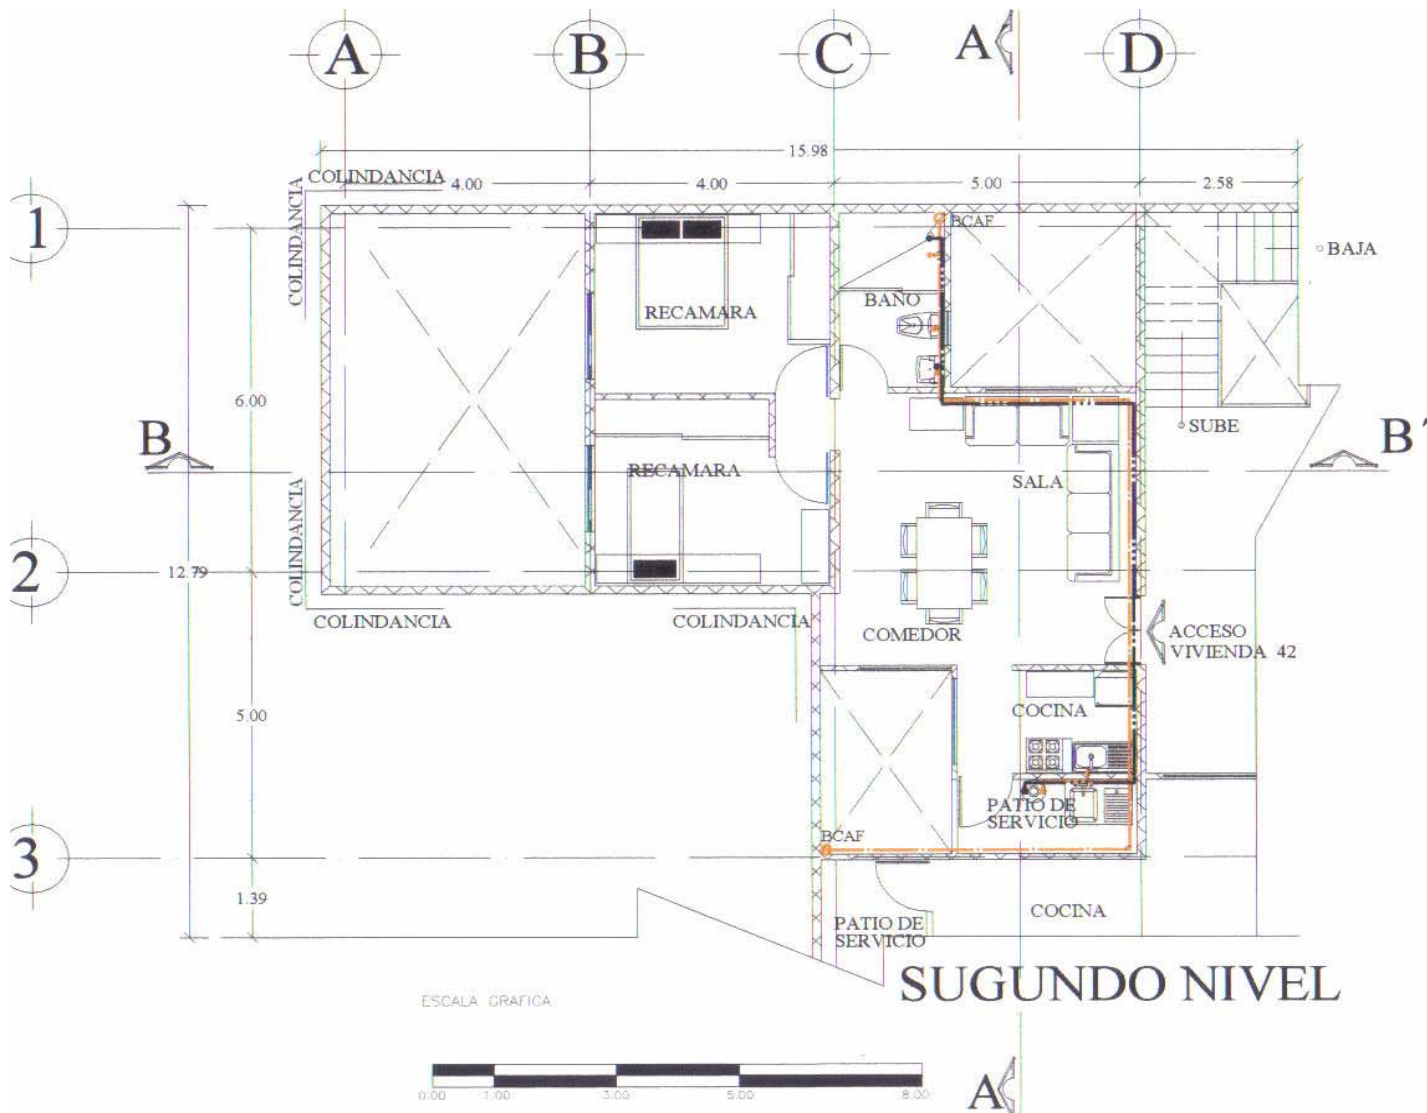 A
B
C
A
D
15.98
COLINDANCIA
4.00
4.00
5.00
2.58
COLINDANCIA
1
BCAF
BAJA
BAÑO
RECAMARA
6.00
SUBE
B
B'
RECAMARA
SALA
COLINDANCIA
2
12.79
COLINDANCIA
COLINDANCIA
COMEDOR
ACCESO
VIVIENDA 42
5.00
COCINA
PATIO DE
SERVICIO
BCAF
3
1.39
COCINA
PATIO DE
SERVICIO
SUGUNDO NIVEL
ESCALA GRAFICA
0.00 1.00 3.00 5.00 8.00
A